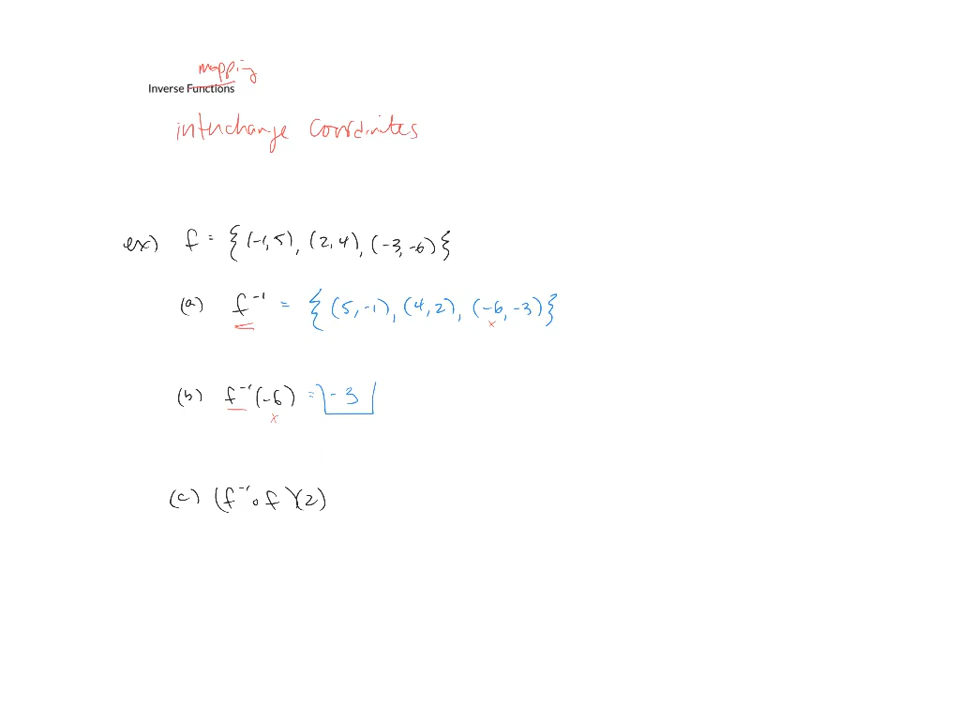 mapping
Inverse Functions
interchange coordinates
ex) f = {(-1,5), (2,4), (-3,-6)}
(a) f⁻¹ = {(5,-1), (4,2), (-6,-3)}
x
(b) f⁻¹(-6) = -3
x
(c) (f⁻¹∘f)(2)